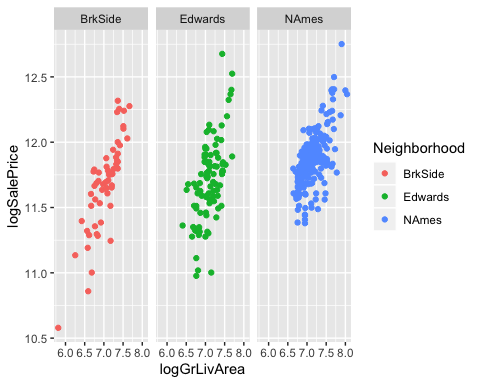 BrkSide Edwards NAmes
12.5
12.0
11.5
11.0
10.5
logSalePrice
6.0 6.5 7.0 7.5 8.0 6.0 6.5 7.0 7.5 8.0 6.0 6.5 7.0 7.5 8.0
logGrLivArea
Neighborhood
BrkSide
Edwards
NAmes